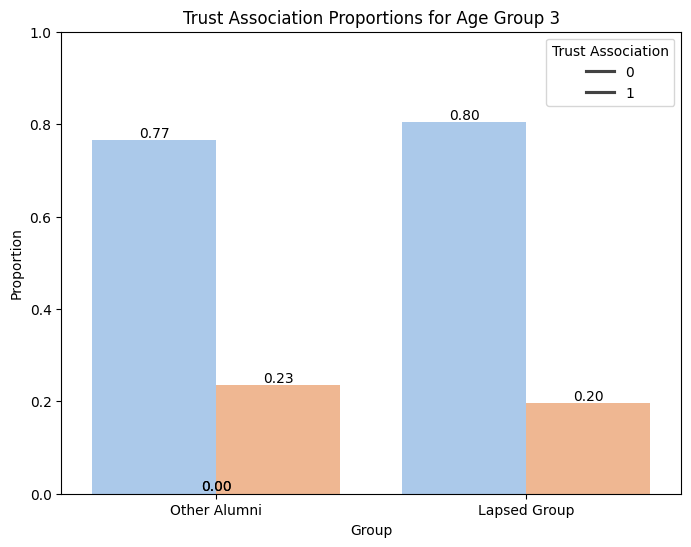 Trust Association Proportions for Age Group 3
Trust Association
0
1
Proportion
1.0
0.8
0.6
0.4
0.2
0.0
0.77
0.23
0.00
0.80
0.20
Other Alumni
Lapsed Group
Group